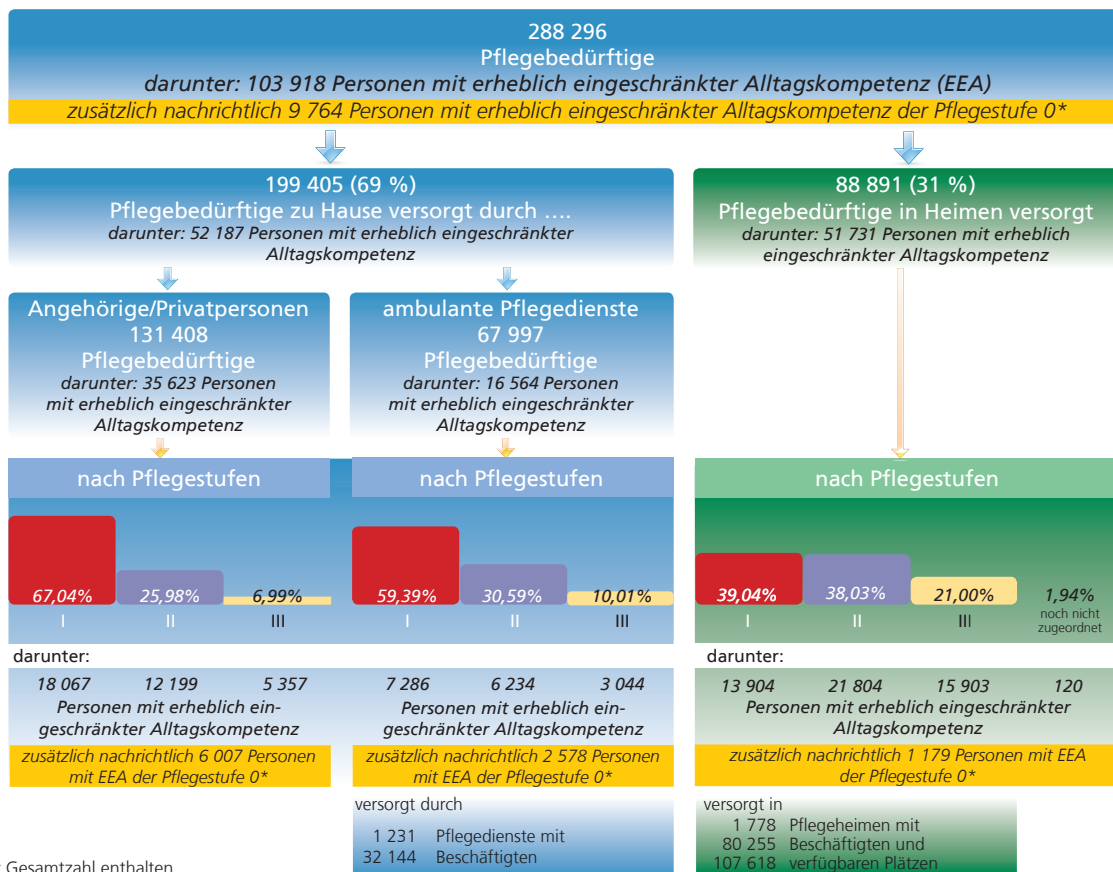 288 296
Pflegebedürftige
darunter: 103 918 Personen mit erheblich eingeschränkter Alltagskompetenz (EEA)
zusätzlich nachrichtlich 9 764 Personen mit erheblich eingeschränkter Alltagskompetenz der Pflegestufe 0*
199 405 (69 %)
Pflegebedürftige zu Hause versorgt durch ....
darunter: 52 187 Personen mit erheblich eingeschränkter
Alltagskompetenz
88 891 (31 %)
Pflegebedürftige in Heimen versorgt
darunter: 51 731 Personen mit erheblich
eingeschränkter Alltagskompetenz
Angehörige/Privatpersonen
131 408
Pflegebedürftige
darunter: 35 623 Personen
mit erheblich eingeschränkter
Alltagskompetenz
ambulante Pflegedienste
67 997
Pflegebedürftige
darunter: 16 564 Personen
mit erheblich eingeschränkter
Alltagskompetenz
nach Pflegestufen
67,04% 25,98% 6,99%
I II III
nach Pflegestufen
59,39% 30,59% 10,01%
I II III
nach Pflegestufen
39,04% 38,03% 21,00% 1,94%
I II III noch nicht
zugeordnet
darunter:
18 067 12 199 5 357
Personen mit erheblich ein-
geschränkter Alltagskompetenz
zusätzlich nachrichtlich 6 007 Personen
mit EEA der Pflegestufe 0*
7 286 6 234 3 044
Personen mit erheblich ein-
geschränkter Alltagskompetenz
zusätzlich nachrichtlich 2 578 Personen
mit EEA der Pflegestufe 0*
darunter:
13 904 21 804 15 903 120
Personen mit erheblich eingeschränkter
Alltagskompetenz
zusätzlich nachrichtlich 1 179 Personen mit EEA
der Pflegestufe 0*
versorgt durch
1 231 Pflegedienste mit
32 144 Beschäftigten
versorgt in
1 778 Pflegeheimen mit
80 255 Beschäftigten und
107 618 verfügbaren Plätzen
Gesamtzahl enthalten